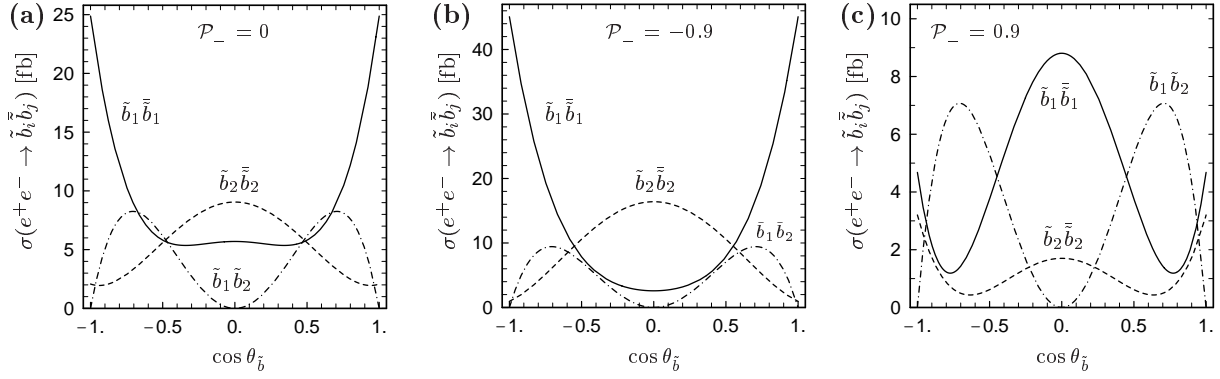 (a)
𝒫₋ = 0
σ(e⁺e⁻ → b̃ᵢb̃̄ⱼ) [fb]
25
20
15
10
5
0
b̃₁b̃̄₁
b̃₂b̃̄₂
b̃₁b̃₂
−1. −0.5 0. 0.5 1.
cos θ_b̃
(b)
𝒫₋ = −0.9
σ(e⁺e⁻ → b̃ᵢb̃̄ⱼ) [fb]
40
30
20
10
0
b̃₁b̃̄₁
b̃₂b̃̄₂
b̄₁b̄₂
−1. −0.5 0. 0.5 1.
cos θ_b̃
(c)
𝒫₋ = 0.9
σ(e⁺e⁻ → b̃ᵢb̃̄ⱼ) [fb]
10
8
6
4
2
0
b̃₁b̃̄₁
b̃₁b̃₂
b̃₂b̃̄₂
−1. −0.5 0. 0.5 1.
cos θ_b̃